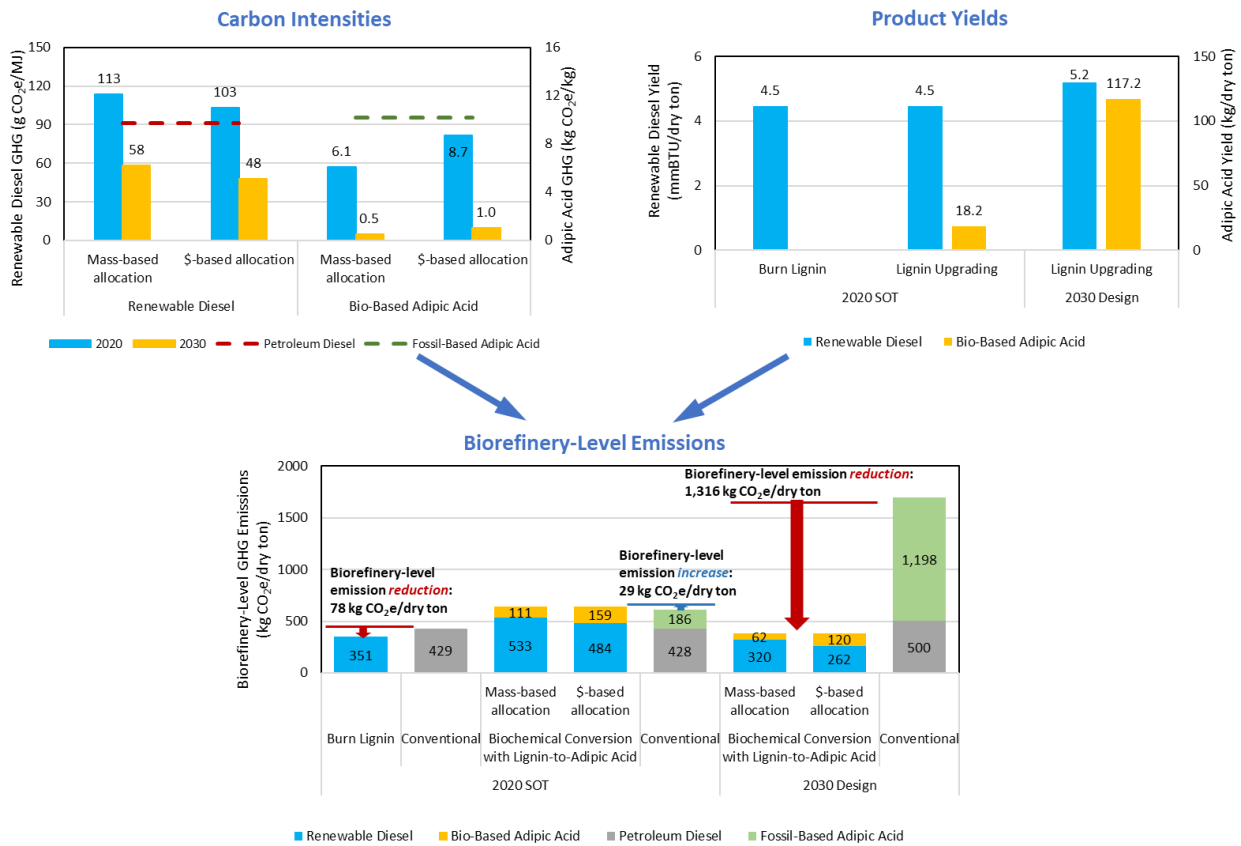 Carbon Intensities
Renewable Diesel GHG (g CO₂e/MJ)
150
120
90
60
30
0
113
58
103
48
6.1
0.5
8.7
1.0
16
12
8
4
0
Adipic Acid GHG (kg CO₂e/kg)
Mass-based
allocation
$-based allocation
Mass-based
allocation
$-based allocation
Renewable Diesel
Bio-Based Adipic Acid
2020
2030
Petroleum Diesel
Fossil-Based Adipic Acid
Product Yields
Renewable Diesel Yield
(mmBTU/dry ton)
6
4
2
0
4.5
4.5
18.2
5.2
117.2
150
100
50
0
Adipic Acid Yield (kg/dry ton)
Burn Lignin
Lignin Upgrading
Lignin Upgrading
2020 SOT
2030 Design
Renewable Diesel
Bio-Based Adipic Acid
Biorefinery-Level Emissions
Biorefinery-Level GHG Emissions
(kg CO₂e/dry ton)
2000
1500
1000
500
0
Biorefinery-level
emission reduction:
78 kg CO₂e/dry ton
Biorefinery-level
emission increase:
29 kg CO₂e/dry ton
Biorefinery-level emission reduction:
1,316 kg CO₂e/dry ton
351
429
111
533
159
484
186
428
62
320
120
262
1,198
500
Mass-based
allocation
$-based
allocation
Mass-based
allocation
$-based
allocation
Burn Lignin
Conventional
Biochemical Conversion
with Lignin-to-Adipic Acid
Conventional
Biochemical Conversion
with Lignin-to-Adipic Acid
Conventional
2020 SOT
2030 Design
Renewable Diesel
Bio-Based Adipic Acid
Petroleum Diesel
Fossil-Based Adipic Acid